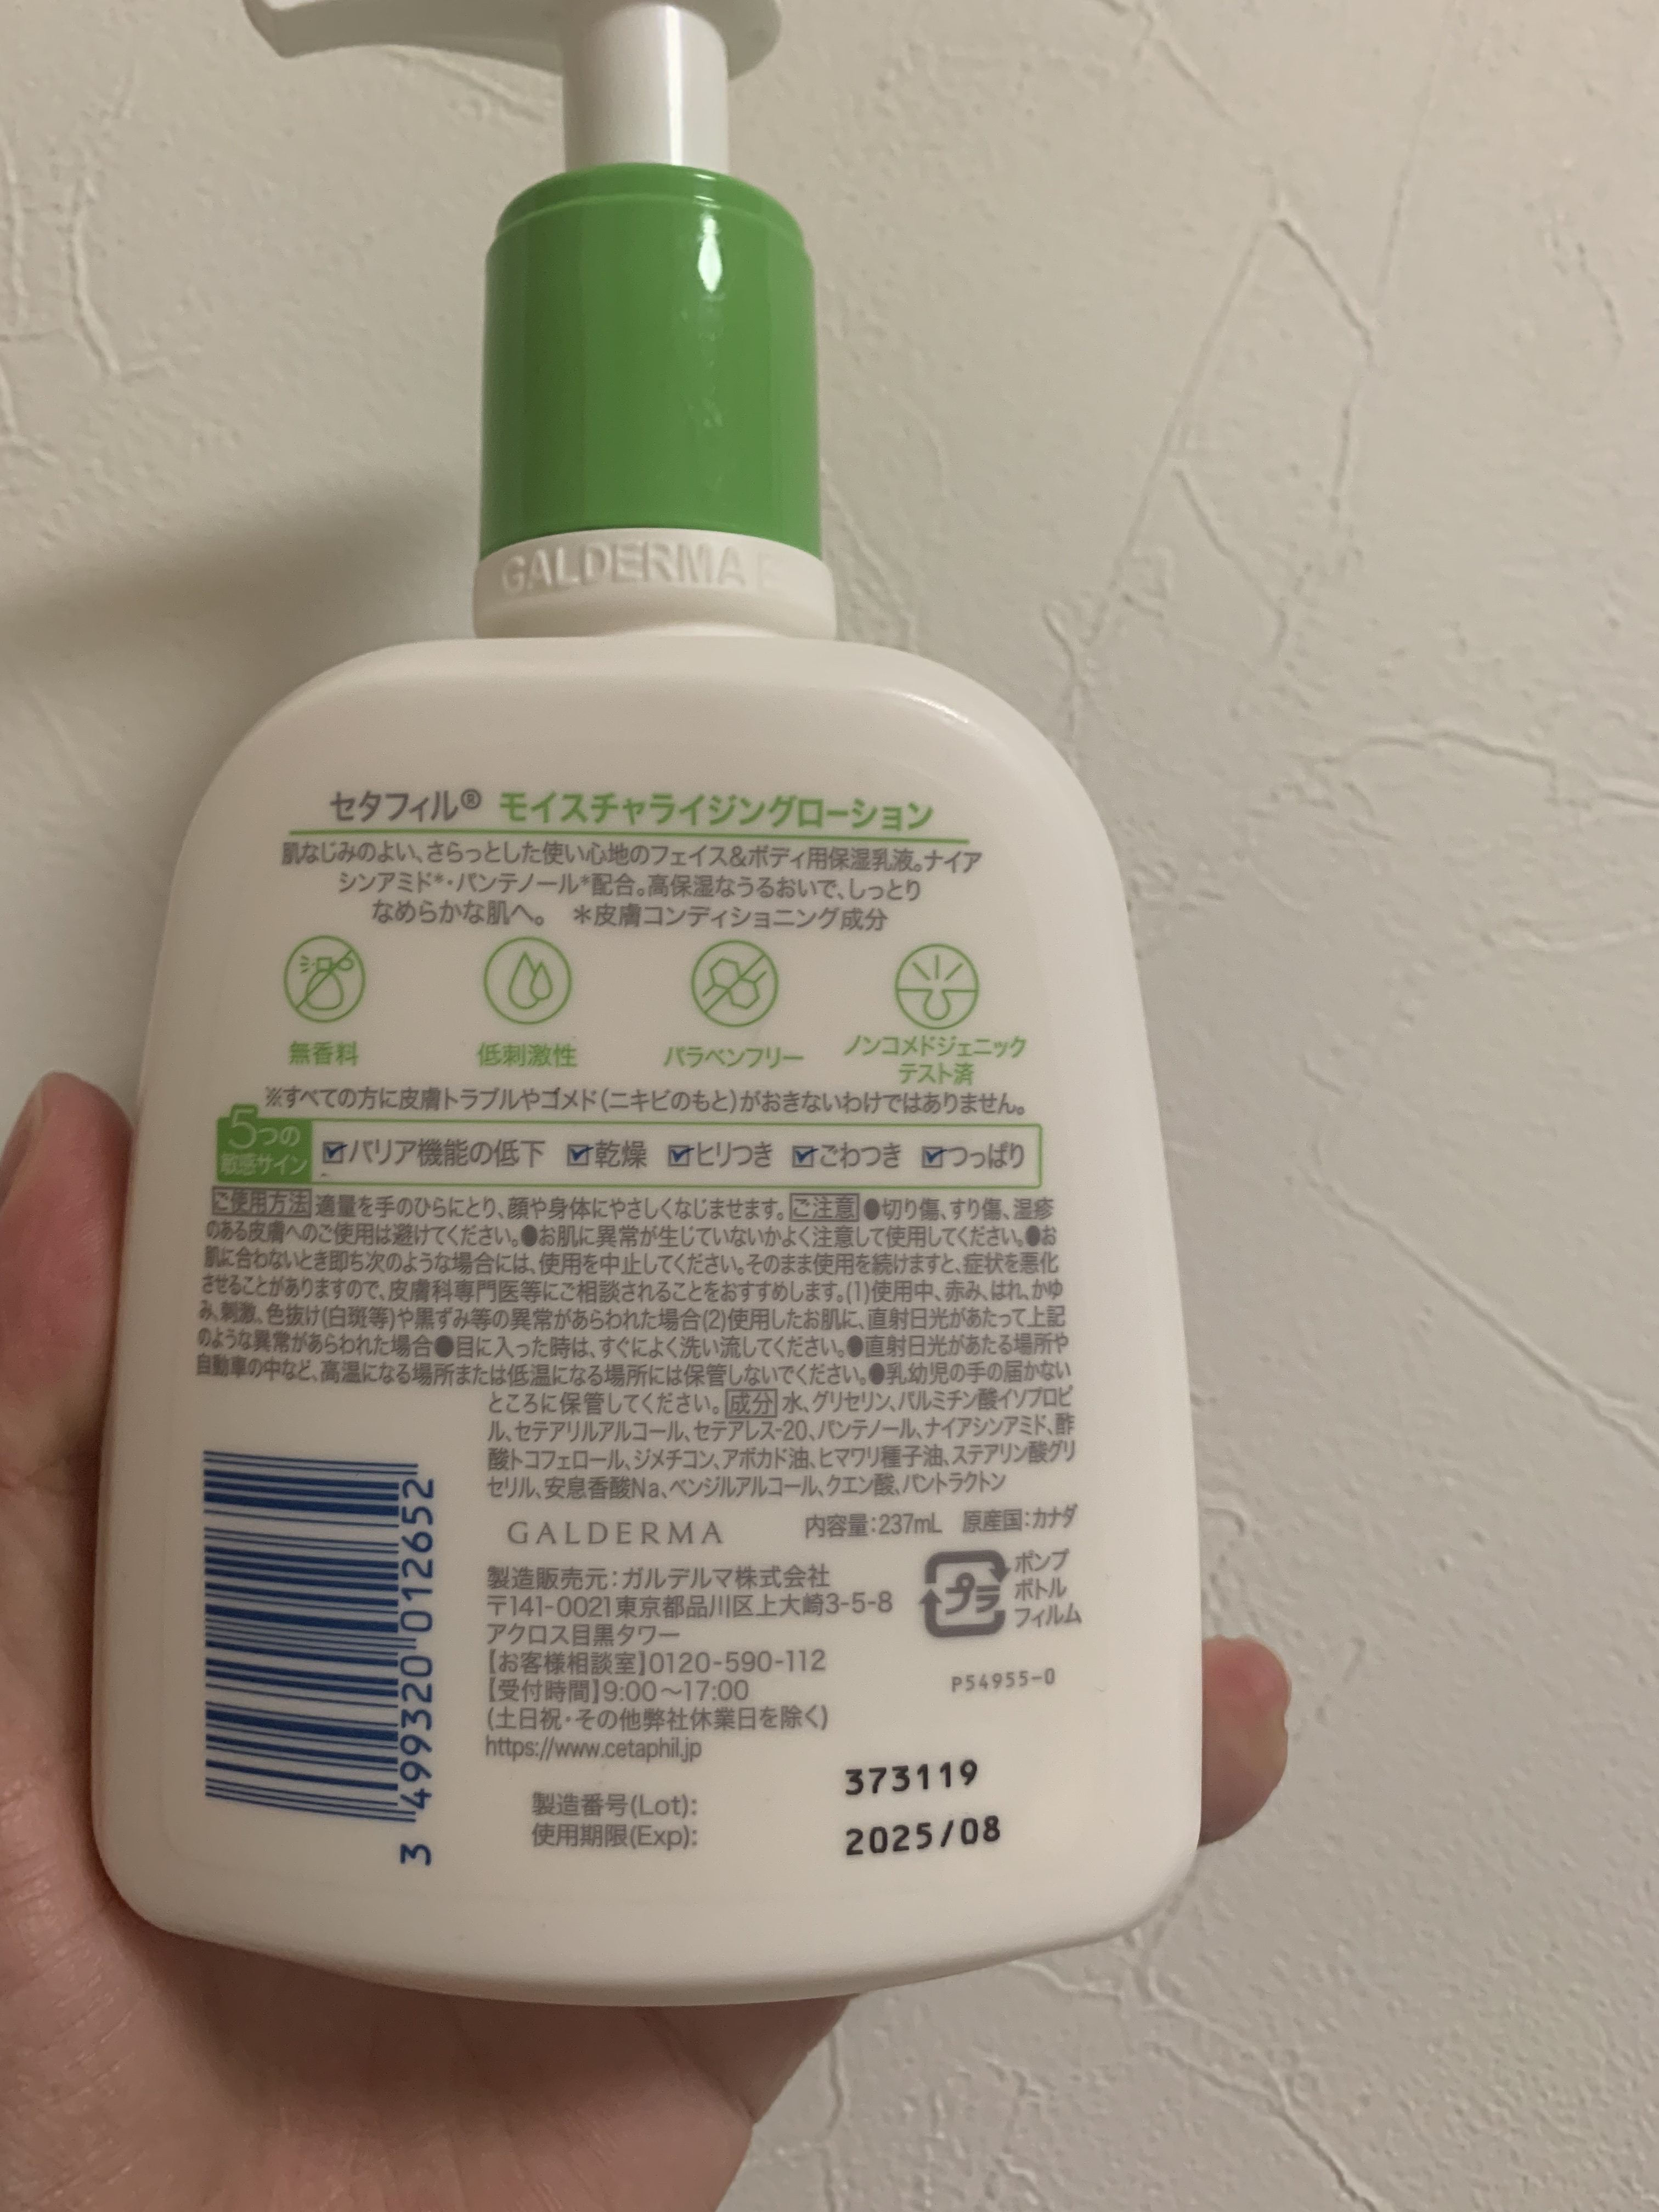 GALDERMA
セタフィル® モイスチャライジングローション
肌なじみのよい、さらっとした使い心地のフェイス&ボディ用保湿乳液。ナイア
シンアミド*・パンテノール*配合。高保湿なうるおいで、しっとり
なめらかな肌へ。 *皮膚コンディショニング成分
無香料
低刺激性
パラベンフリー
ノンコメドジェニック
テスト済
※すべての方に皮膚トラブルやコメド(ニキビのもと)がおきないわけではありません。
5つの
敏感サイン
バリア機能の低下 乾燥 ヒリつき ごわつき つっぱり
ご使用方法 適量を手のひらにとり、顔や身体にやさしくなじませます。ご注意 ●切り傷、すり傷、湿疹
のある皮膚へのご使用は避けてください。●お肌に異常が生じていないかよく注意して使用してください。●お
肌に合わないとき即ち次のような場合には、使用を中止してください。そのまま使用を続けますと、症状を悪化
させることがありますので、皮膚科専門医等にご相談されることをおすすめします。(1)使用中、赤み、はれ、かゆ
み、刺激、色抜け(白斑等)や黒ずみ等の異常があらわれた場合(2)使用したお肌に、直射日光があたって上記
のような異常があらわれた場合●目に入った時は、すぐによく洗い流してください。●直射日光があたる場所や
自動車の中など、高温になる場所または低温になる場所には保管しないでください。●乳幼児の手の届かない
ところに保管してください。成分 水、グリセリン、パルミチン酸イソプロピ
ル、セテアリルアルコール、セテアレス-20、パンテノール、ナイアシンアミド、酢
酸トコフェロール、ジメチコン、アボカド油、ヒマワリ種子油、ステアリン酸グリ
セリル、安息香酸Na、ベンジルアルコール、クエン酸、パントラクトン
GALDERMA
内容量:237mL 原産国:カナダ
製造販売元:ガルデルマ株式会社
〒141-0021東京都品川区上大崎3-5-8
アクロス目黒タワー
【お客様相談室】0120-590-112
【受付時間】9:00～17:00
(土日祝・その他弊社休業日を除く)
https://www.cetaphil.jp
プラ
ポンプ
ボトル
フィルム
P54955-0
製造番号(Lot): 373119
使用期限(Exp): 2025/08
3 499320 012652